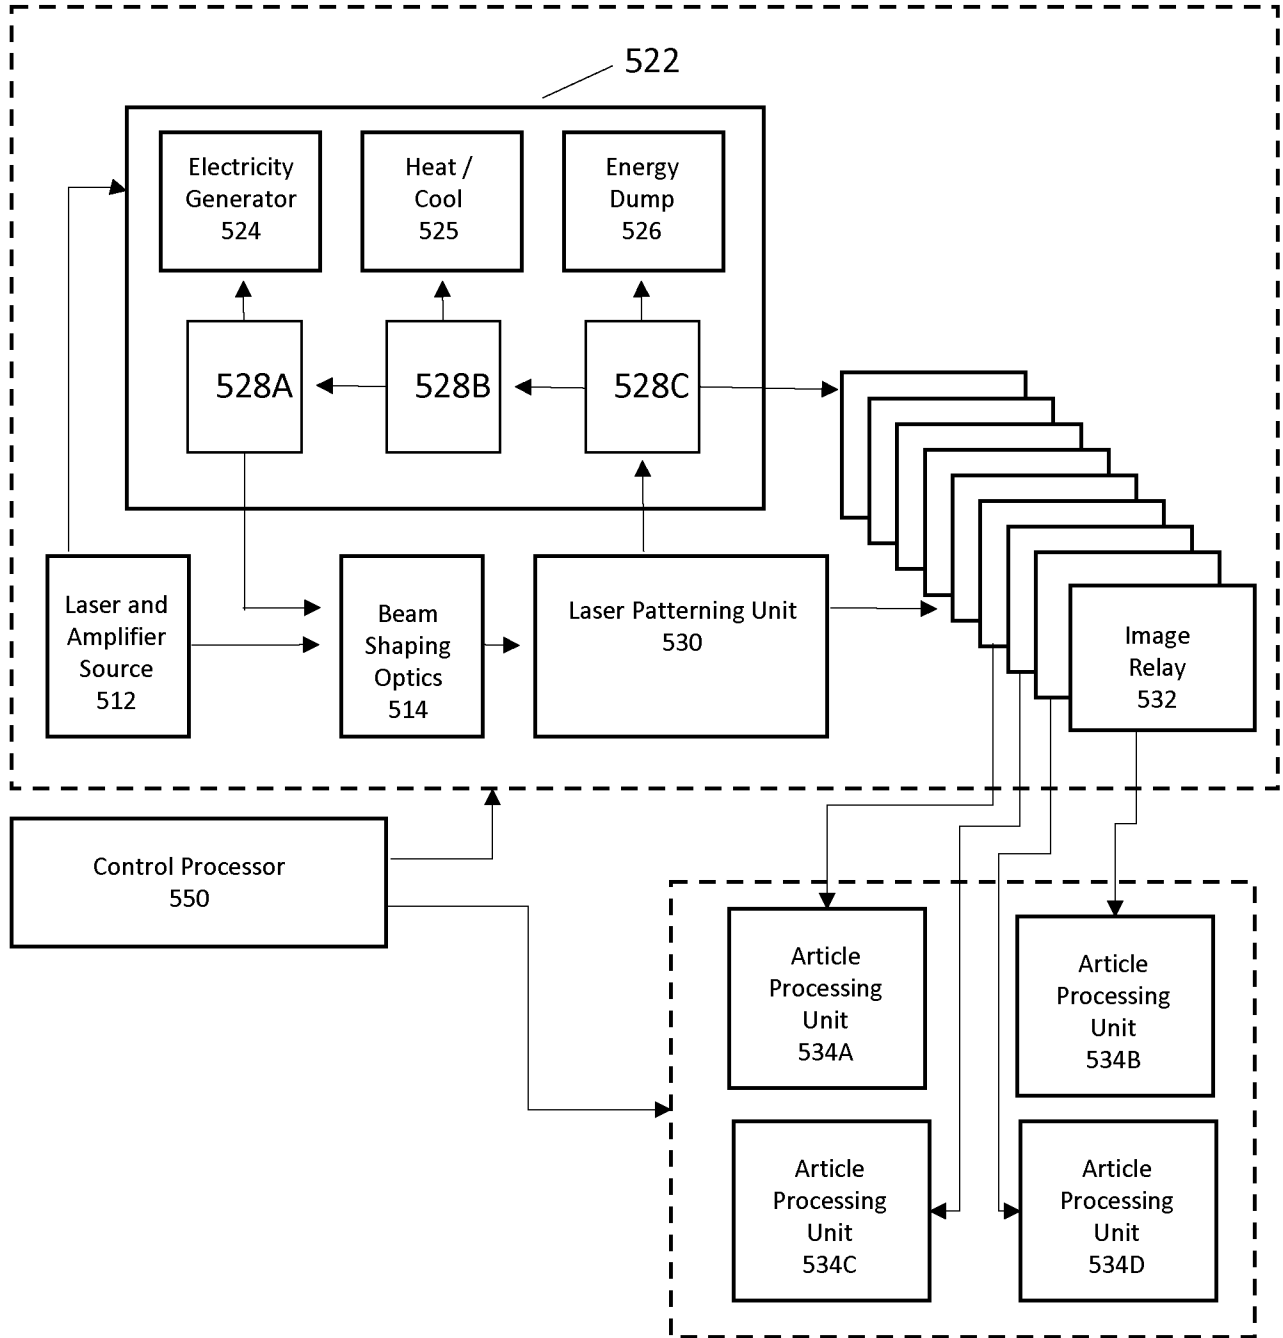 522
Electricity
Generator
524
Heat /
Cool
525
Energy
Dump
526
528A
528B
528C
Laser and
Amplifier
Source
512
Beam
Shaping
Optics
514
Laser Patterning Unit
530
Image
Relay
532
Control Processor
550
Article
Processing
Unit
534A
Article
Processing
Unit
534B
Article
Processing
Unit
534C
Article
Processing
Unit
534D